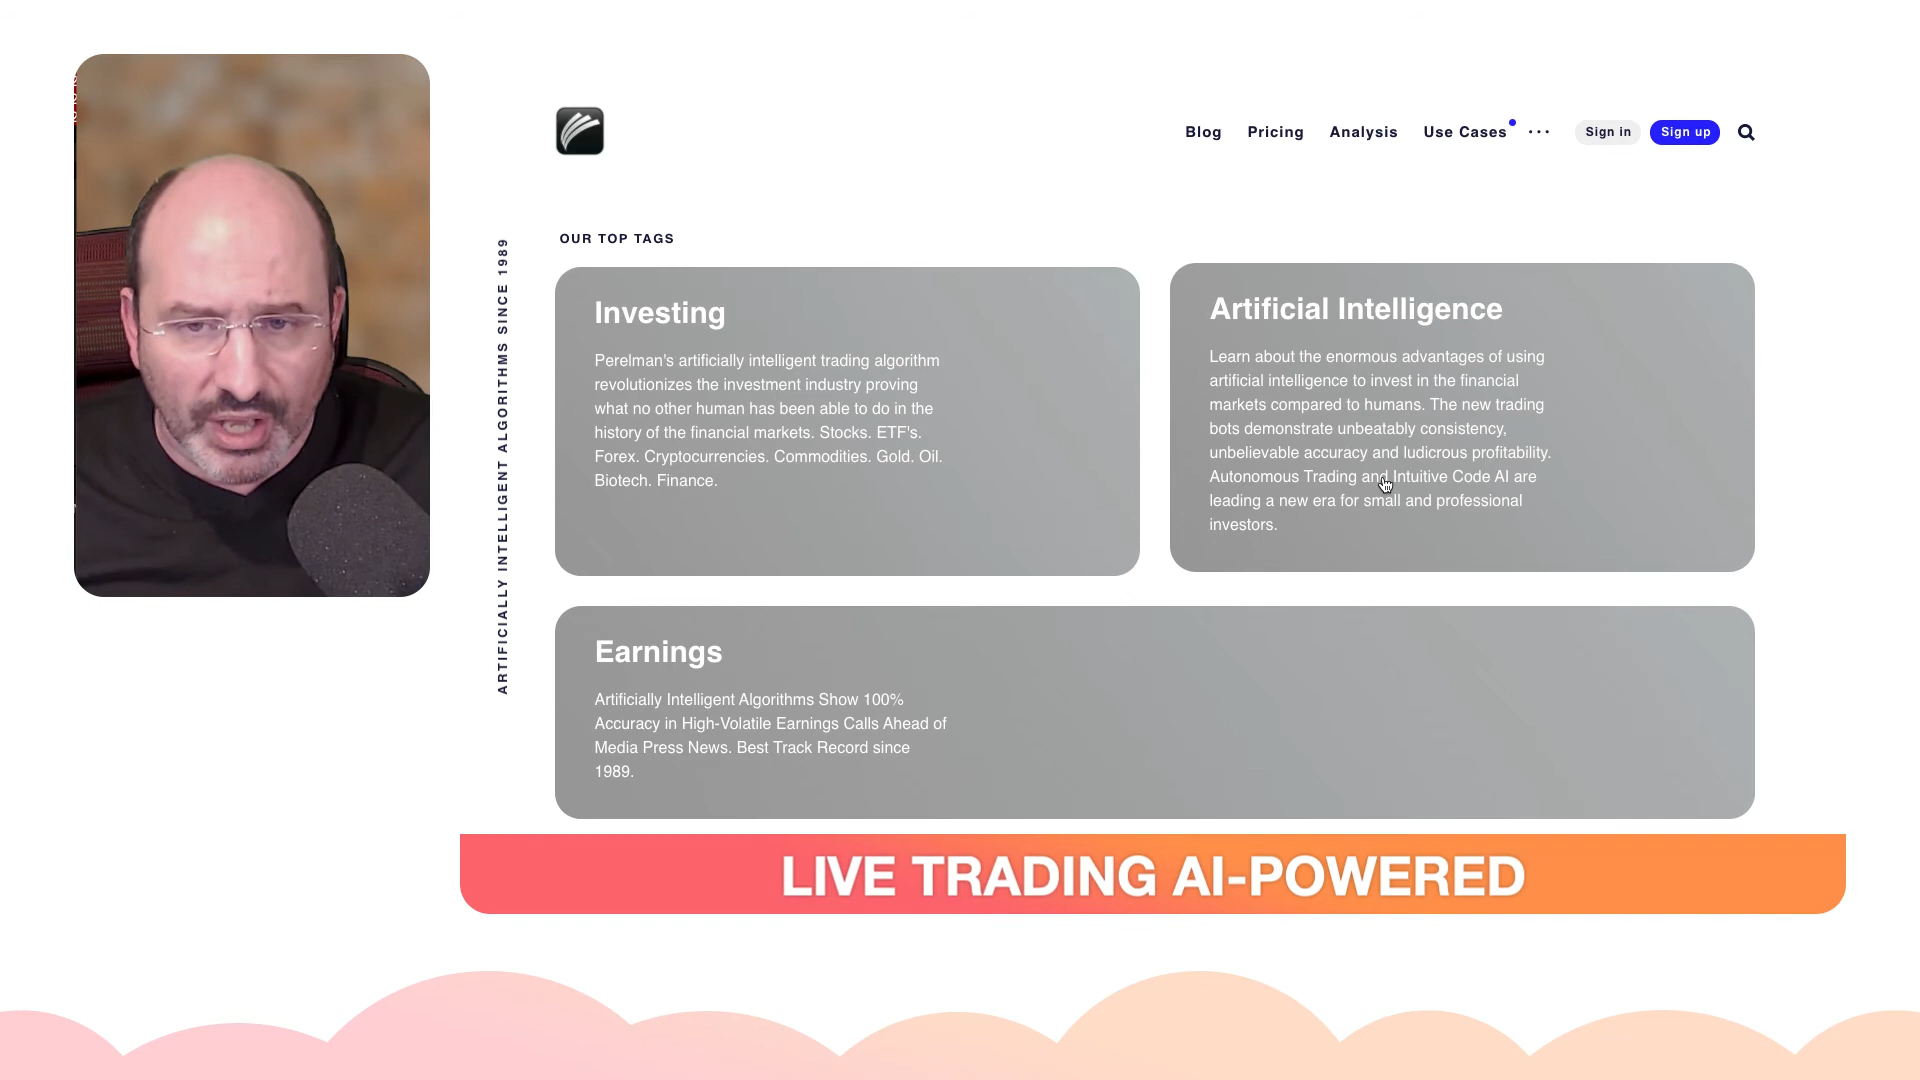 Blog Pricing Analysis Use Cases ··· Sign in Sign up
ARTIFICIALLY INTELLIGENT ALGORITHMS SINCE 1989
OUR TOP TAGS
Investing
Perelman's artificially intelligent trading algorithm
revolutionizes the investment industry proving
what no other human has been able to do in the
history of the financial markets. Stocks. ETF's.
Forex. Cryptocurrencies. Commodities. Gold. Oil.
Biotech. Finance.
Artificial Intelligence
Learn about the enormous advantages of using
artificial intelligence to invest in the financial
markets compared to humans. The new trading
bots demonstrate unbeatably consistency,
unbelievable accuracy and ludicrous profitability.
Autonomous Trading and Intuitive Code AI are
leading a new era for small and professional
investors.
Earnings
Artificially Intelligent Algorithms Show 100%
Accuracy in High-Volatile Earnings Calls Ahead of
Media Press News. Best Track Record since
1989.
LIVE TRADING AI-POWERED